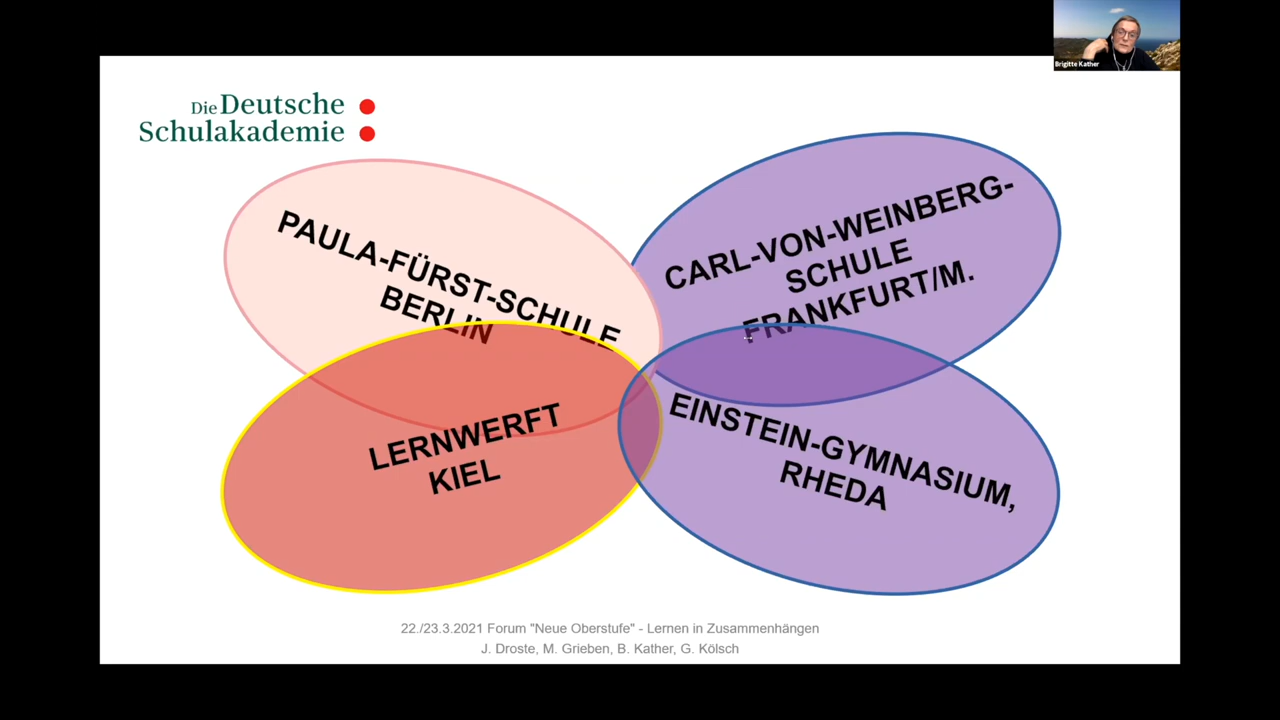 Brigitte Kather
Die Deutsche
Schulakademie
PAULA-FÜRST-SCHULE
BERLIN
CARL-VON-WEINBERG-
SCHULE
FRANKFURT/M.
LERNWERFT
KIEL
EINSTEIN-GYMNASIUM,
RHEDA
22./23.3.2021 Forum "Neue Oberstufe" - Lernen in Zusammenhängen
J. Droste, M. Grieben, B. Kather, G. Kölsch